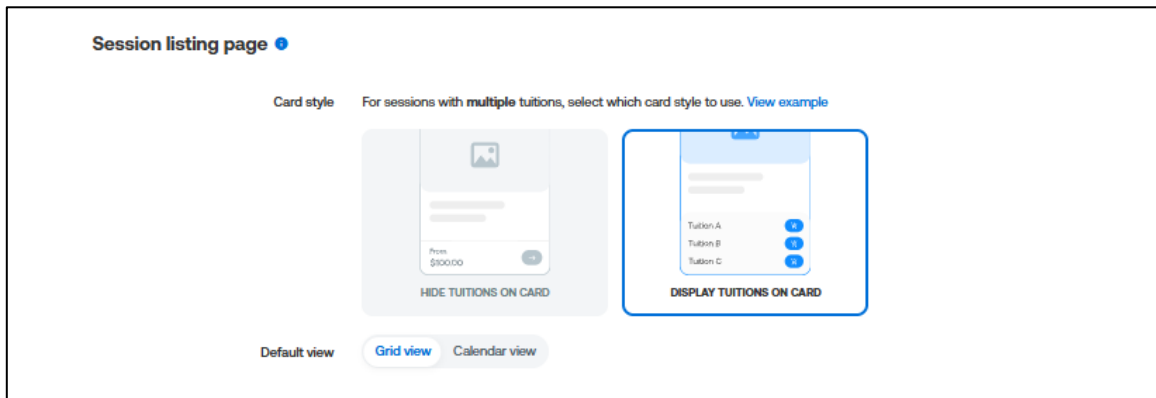 Session listing page
Card style
For sessions with multiple tuitions, select which card style to use. View example
From
$100.00
HIDE TUITIONS ON CARD
Tuition A
Tuition B
Tuition C
DISPLAY TUITIONS ON CARD
Default view
Grid view
Calendar view